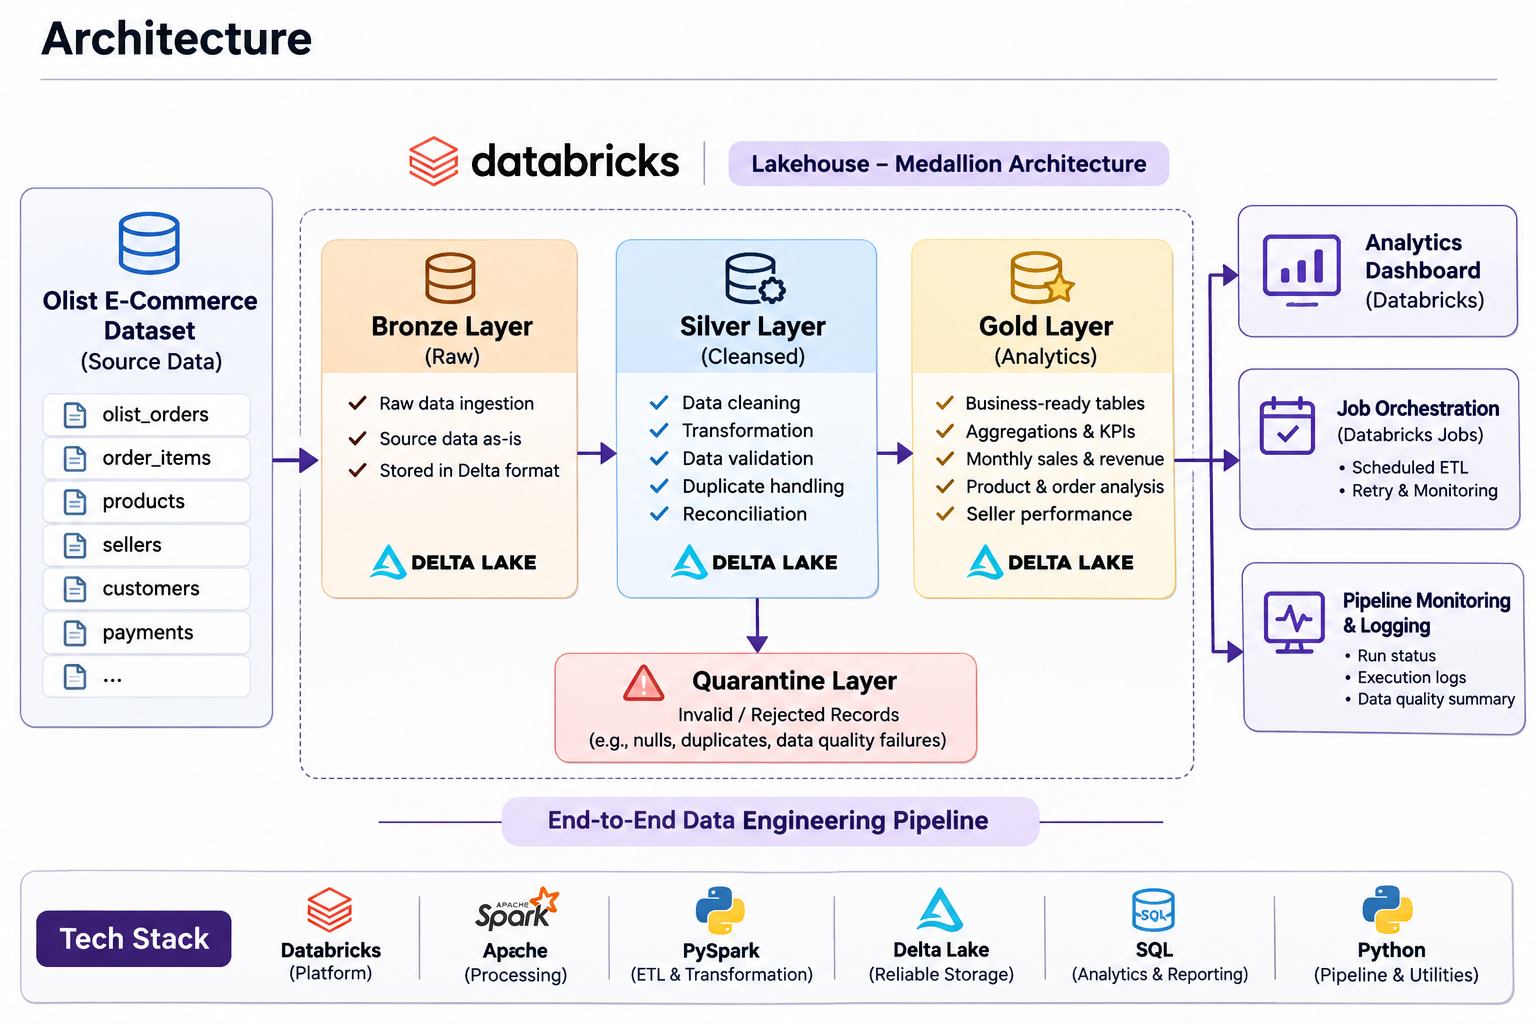 Architecture
databricks
Lakehouse – Medallion Architecture
Olist E-Commerce
Dataset
(Source Data)
olist_orders
order_items
products
sellers
customers
payments
...
Bronze Layer
(Raw)
Raw data ingestion
Source data as-is
Stored in Delta format
DELTA LAKE
Silver Layer
(Cleansed)
Data cleaning
Transformation
Data validation
Duplicate handling
Reconciliation
DELTA LAKE
Gold Layer
(Analytics)
Business-ready tables
Aggregations & KPIs
Monthly sales & revenue
Product & order analysis
Seller performance
DELTA LAKE
Quarantine Layer
Invalid / Rejected Records
(e.g., nulls, duplicates, data quality failures)
Analytics
Dashboard
(Databricks)
Job Orchestration
(Databricks Jobs)
• Scheduled ETL
• Retry & Monitoring
Pipeline Monitoring
& Logging
• Run status
• Execution logs
• Data quality summary
End-to-End Data Engineering Pipeline
Tech Stack
Databricks
(Platform)
APACHE
Spark
Apache
(Processing)
PySpark
(ETL & Transformation)
Delta Lake
(Reliable Storage)
SQL
SQL
(Analytics & Reporting)
Python
(Pipeline & Utilities)